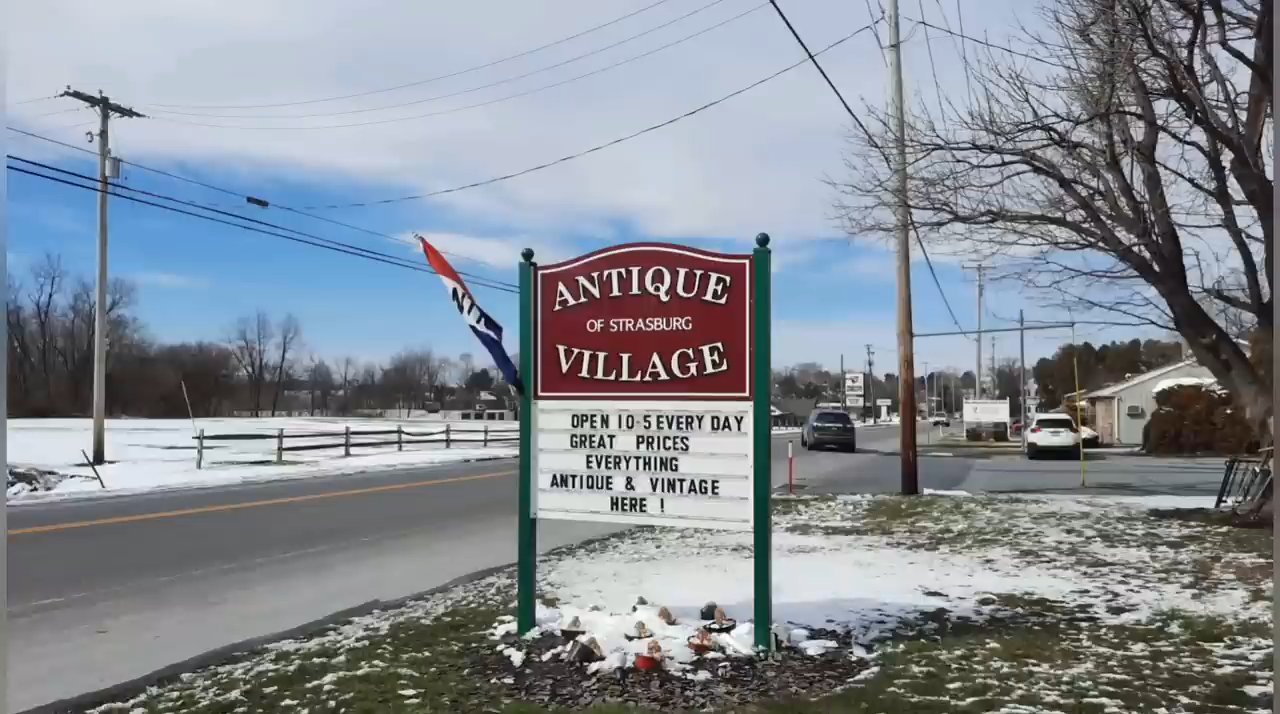 ANTIQUE
OF STRASBURG
VILLAGE
OPEN 10-5 EVERY DAY
GREAT PRICES
EVERYTHING
ANTIQUE & VINTAGE
HERE !